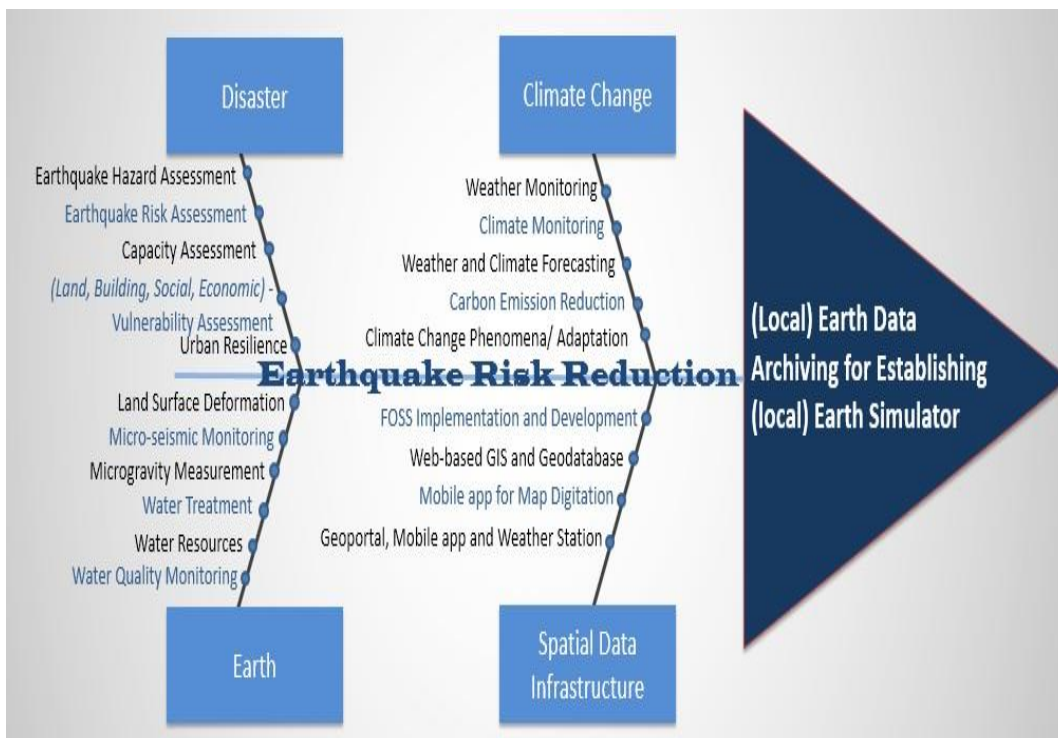 Disaster
Earthquake Hazard Assessment
Earthquake Risk Assessment
Capacity Assessment
(Land, Building, Social, Economic) -
Vulnerability Assessment
Urban Resilience
Climate Change
Weather Monitoring
Climate Monitoring
Weather and Climate Forecasting
Carbon Emission Reduction
Climate Change Phenomena/ Adaptation
Earthquake Risk Reduction
Land Surface Deformation
Micro-seismic Monitoring
Microgravity Measurement
Water Treatment
Water Resources
Water Quality Monitoring
Earth
FOSS Implementation and Development
Web-based GIS and Geodatabase
Mobile app for Map Digitation
Geoportal, Mobile app and Weather Station
Spatial Data
Infrastructure
(Local) Earth Data
Archiving for Establishing
(local) Earth Simulator